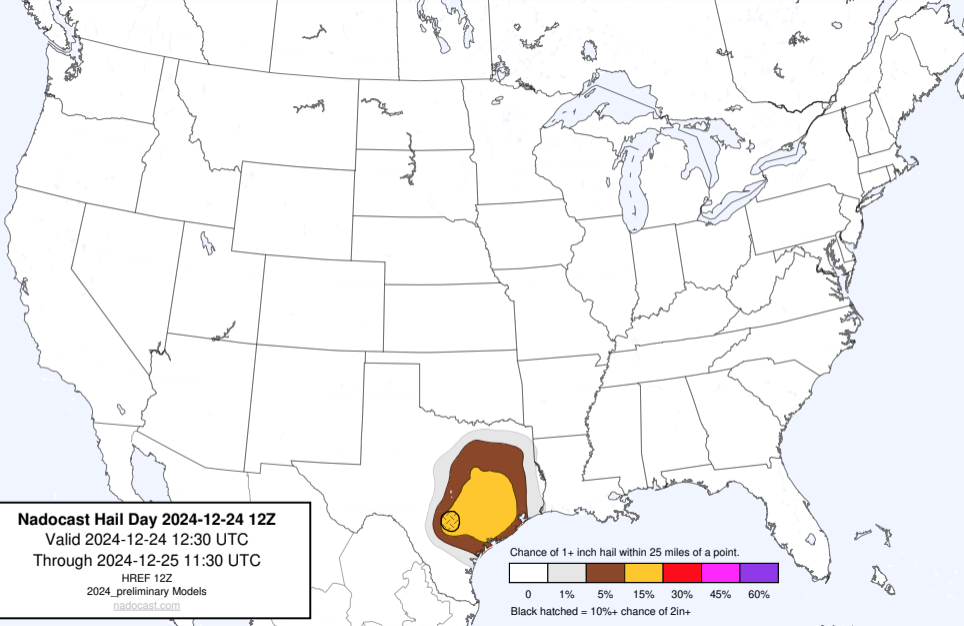 Nadocast Hail Day 2024-12-24 12Z
Valid 2024-12-24 12:30 UTC
Through 2024-12-25 11:30 UTC
HREF 12Z
2024_preliminary Models
nadocast.com
Chance of 1+ inch hail within 25 miles of a point.
0 1% 5% 15% 30% 45% 60%
Black hatched = 10%+ chance of 2in+